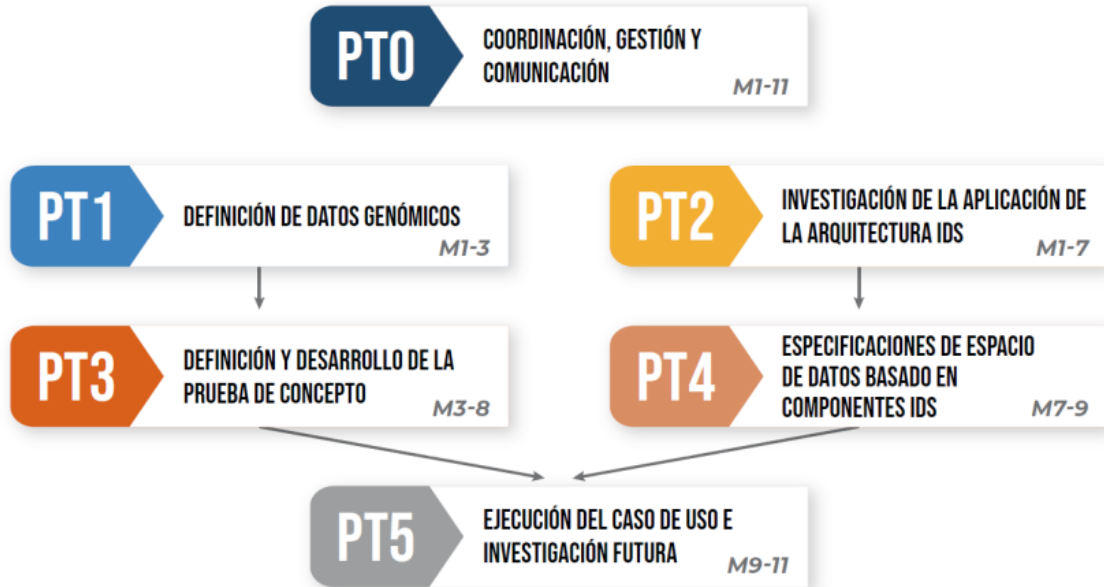 PT0
COORDINACIÓN, GESTIÓN Y
COMUNICACIÓN
M1-11
PT1
DEFINICIÓN DE DATOS GENÓMICOS
M1-3
PT2
INVESTIGACIÓN DE LA APLICACIÓN DE
LA ARQUITECTURA IDS
M1-7
PT3
DEFINICIÓN Y DESARROLLO DE LA
PRUEBA DE CONCEPTO
M3-8
PT4
ESPECIFICACIONES DE ESPACIO
DE DATOS BASADO EN
COMPONENTES IDS
M7-9
PT5
EJECUCIÓN DEL CASO DE USO E
INVESTIGACIÓN FUTURA
M9-11